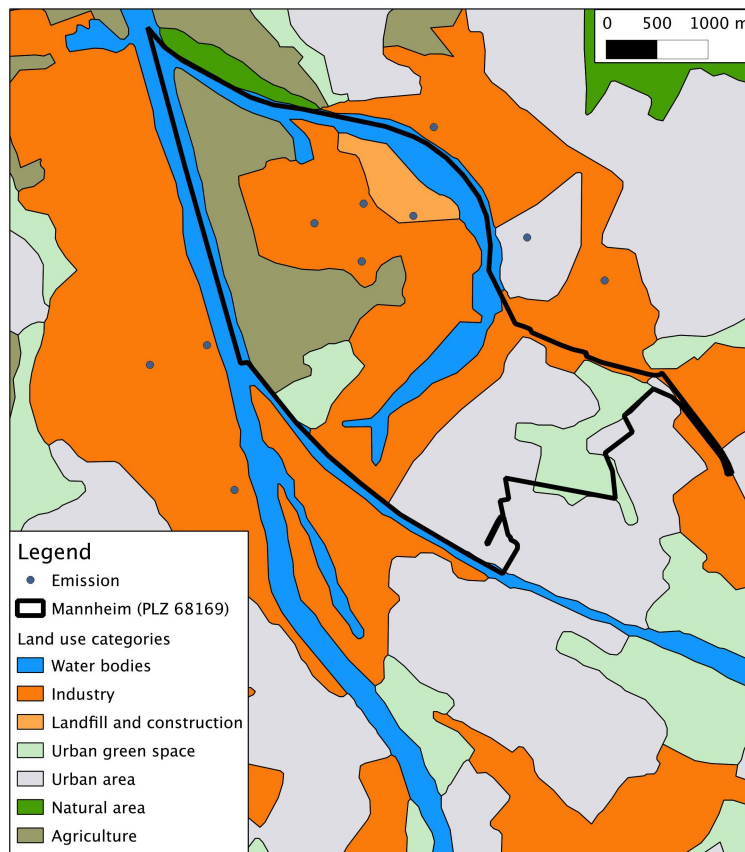 0 500 1000 m
Legend
Emission
Mannheim (PLZ 68169)
Land use categories
Water bodies
Industry
Landfill and construction
Urban green space
Urban area
Natural area
Agriculture